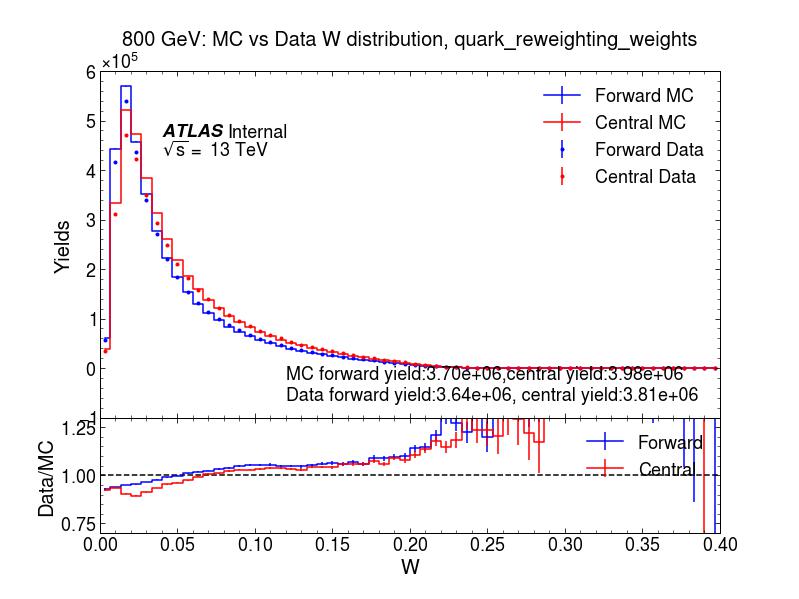 800 GeV: MC vs Data W distribution, quark_reweighting_weights
×10⁵
6
5
4
3
2
1
0
1
Yields
ATLAS Internal
√s = 13 TeV
Forward MC
Central MC
Forward Data
Central Data
MC forward yield:3.70e+06,central yield:3.98e+06
Data forward yield:3.64e+06, central yield:3.81e+06
1.25
1.00
0.75
Data/MC
Forward
Central
0.00 0.05 0.10 0.15 0.20 0.25 0.30 0.35 0.40
W